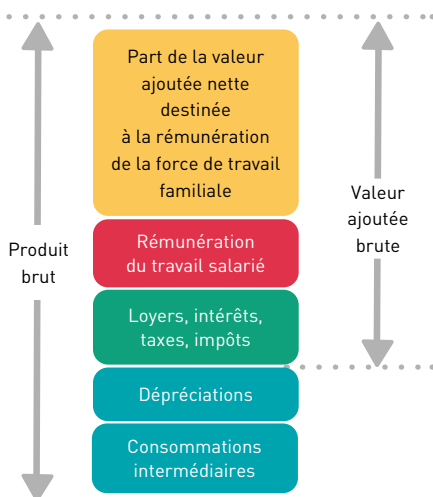 Part de la valeur
ajoutée nette
destinée
à la rémunération
de la force de travail
familiale
Rémunération
du travail salarié
Loyers, intérêts,
taxes, impôts
Dépréciations
Consommations
intermédiaires
Produit
brut
Valeur
ajoutée
brute